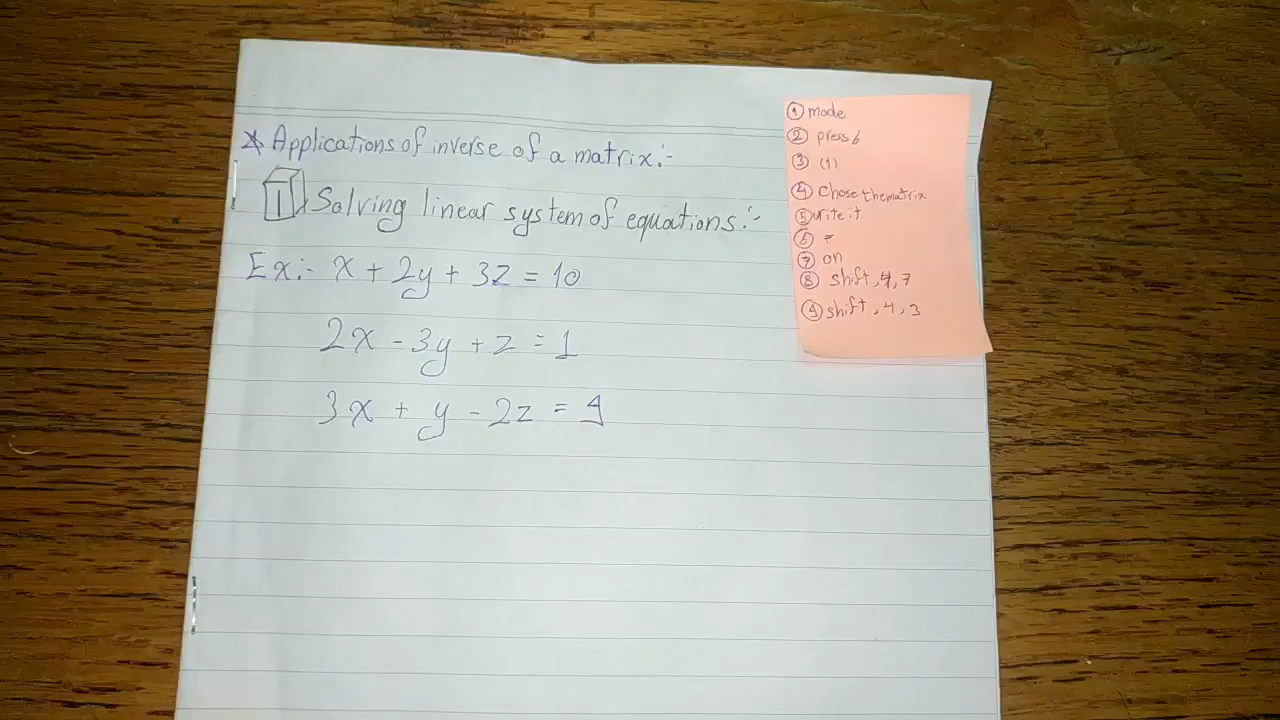 * Applications of inverse of a matrix:-
1 Solving linear system of equations:-
Ex:- x + 2y + 3z = 10
2x - 3y + z = 1
3x + y - 2z = 9
① mode
② press 6
③ (1)
④ chose the matrix
⑤ write it
⑥ =
⑦ on
⑧ shift, 4, 7
⑨ shift, 4, 3